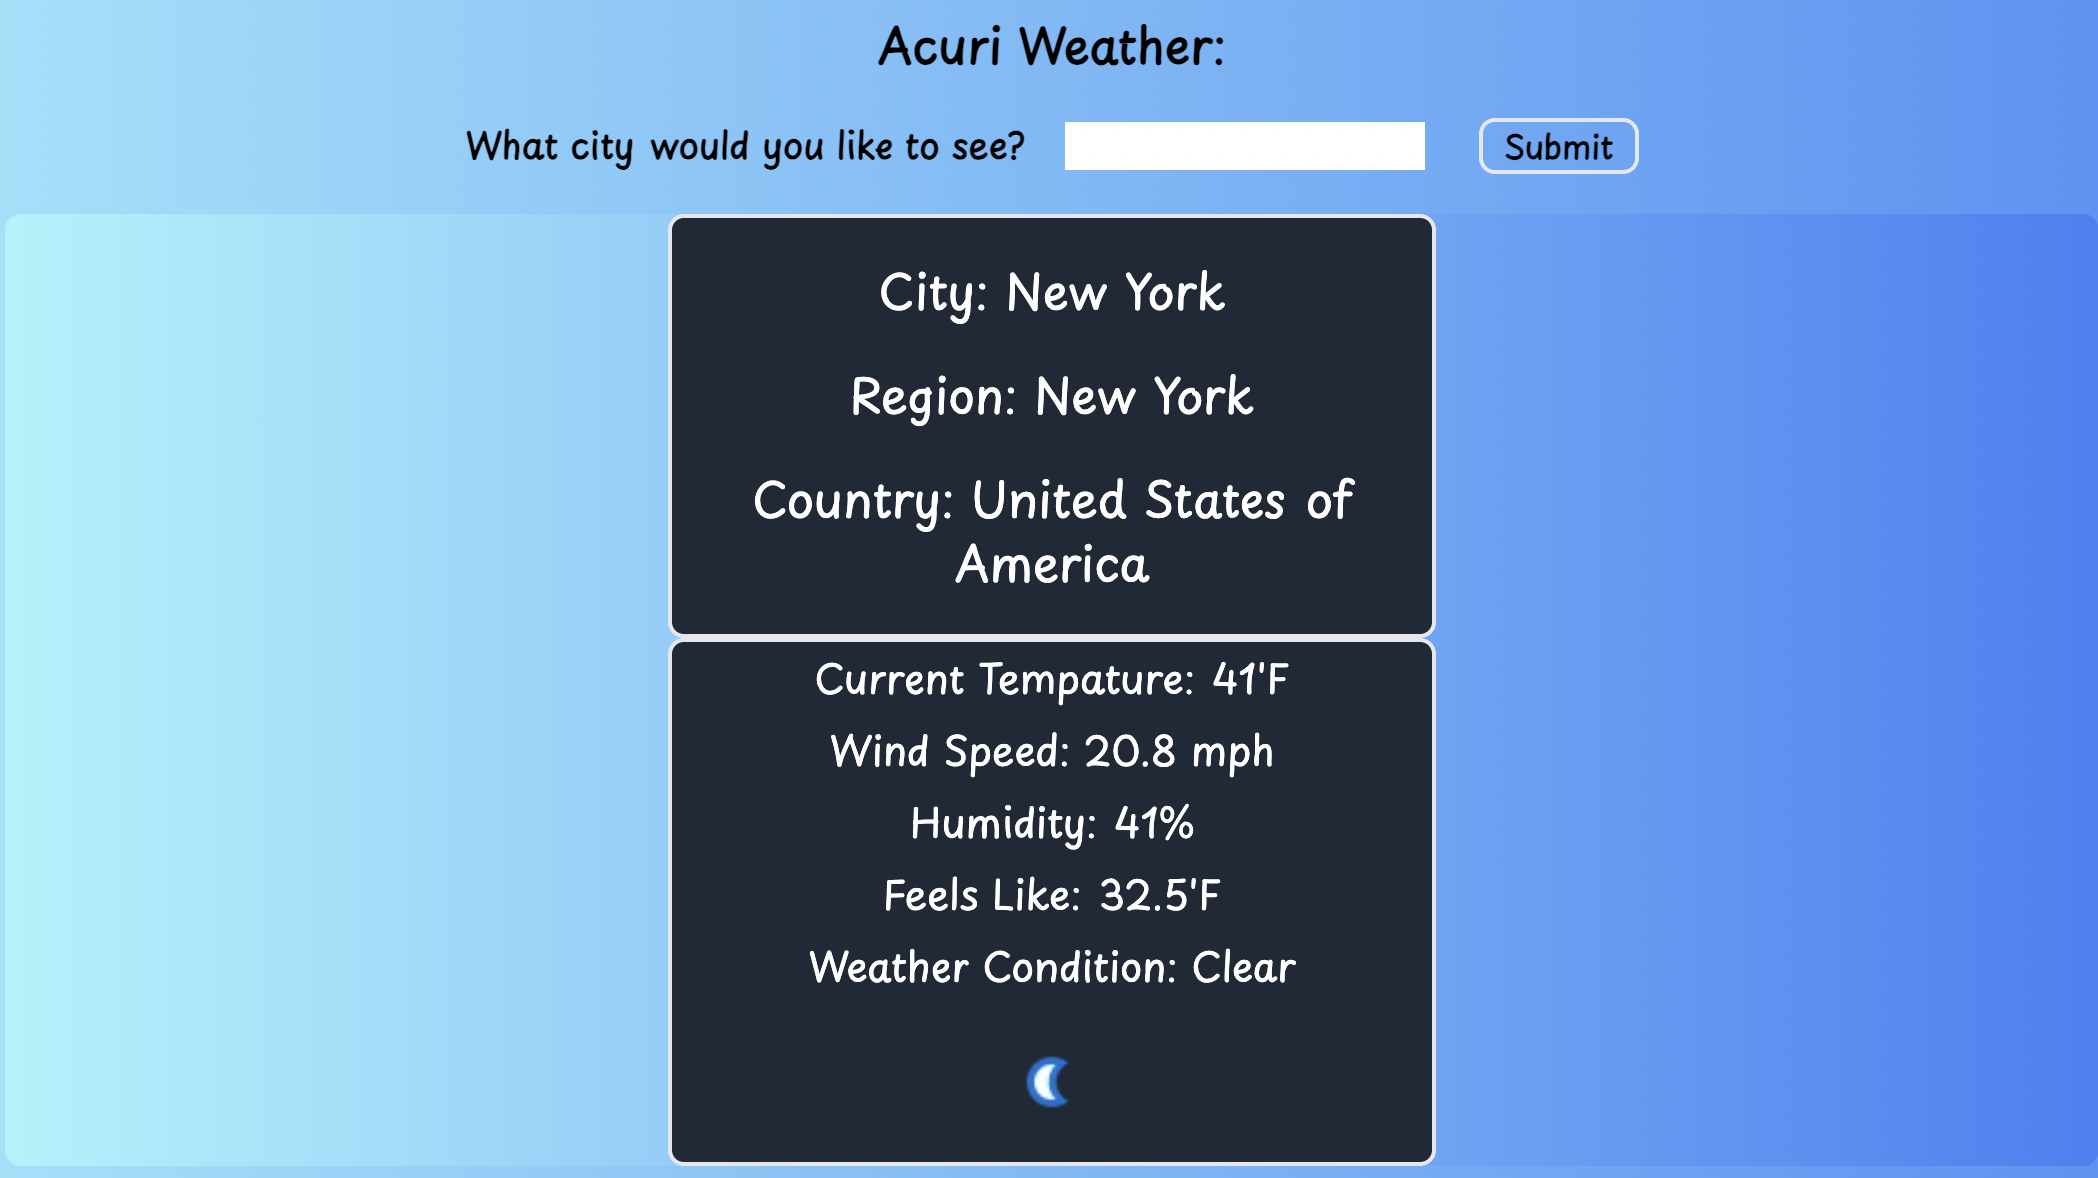 Acuri Weather:
What city would you like to see?
Submit
City: New York
Region: New York
Country: United States of
America
Current Tempature: 41'F
Wind Speed: 20.8 mph
Humidity: 41%
Feels Like: 32.5'F
Weather Condition: Clear